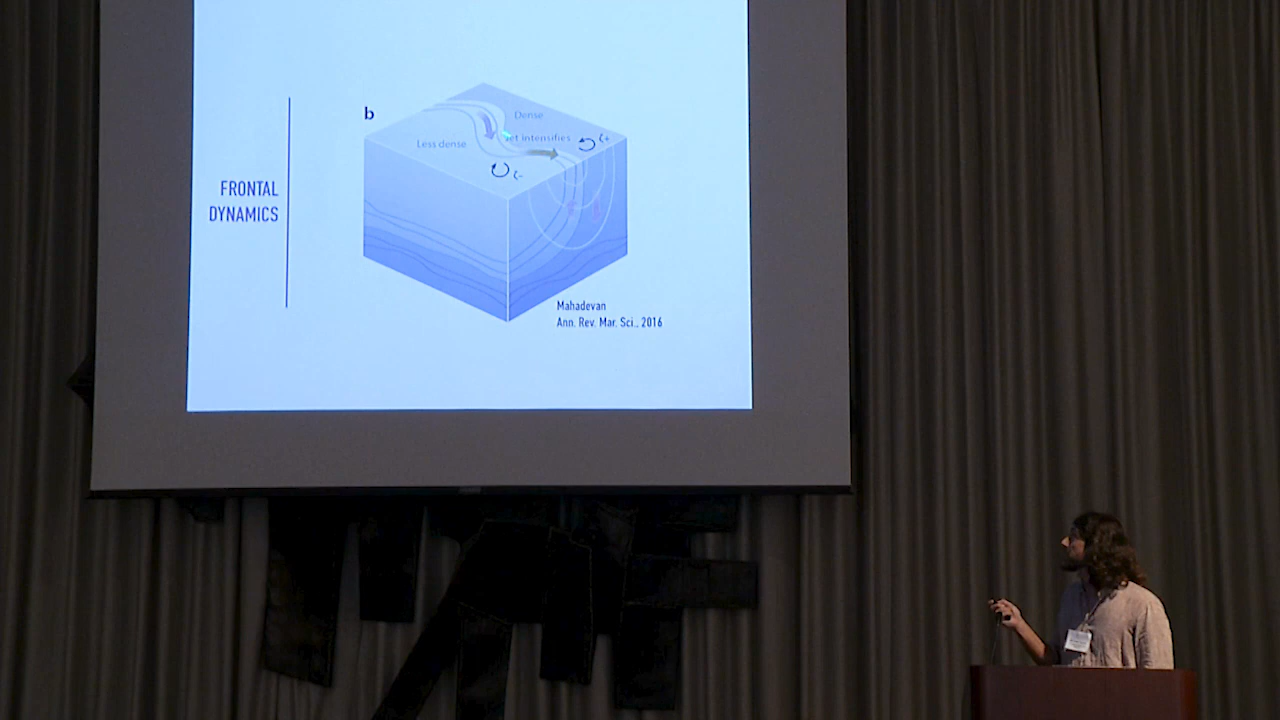 b
Dense
Jet intensifies
ζ+
Less dense
ζ-
FRONTAL
DYNAMICS
Mahadevan
Ann. Rev. Mar. Sci., 2016